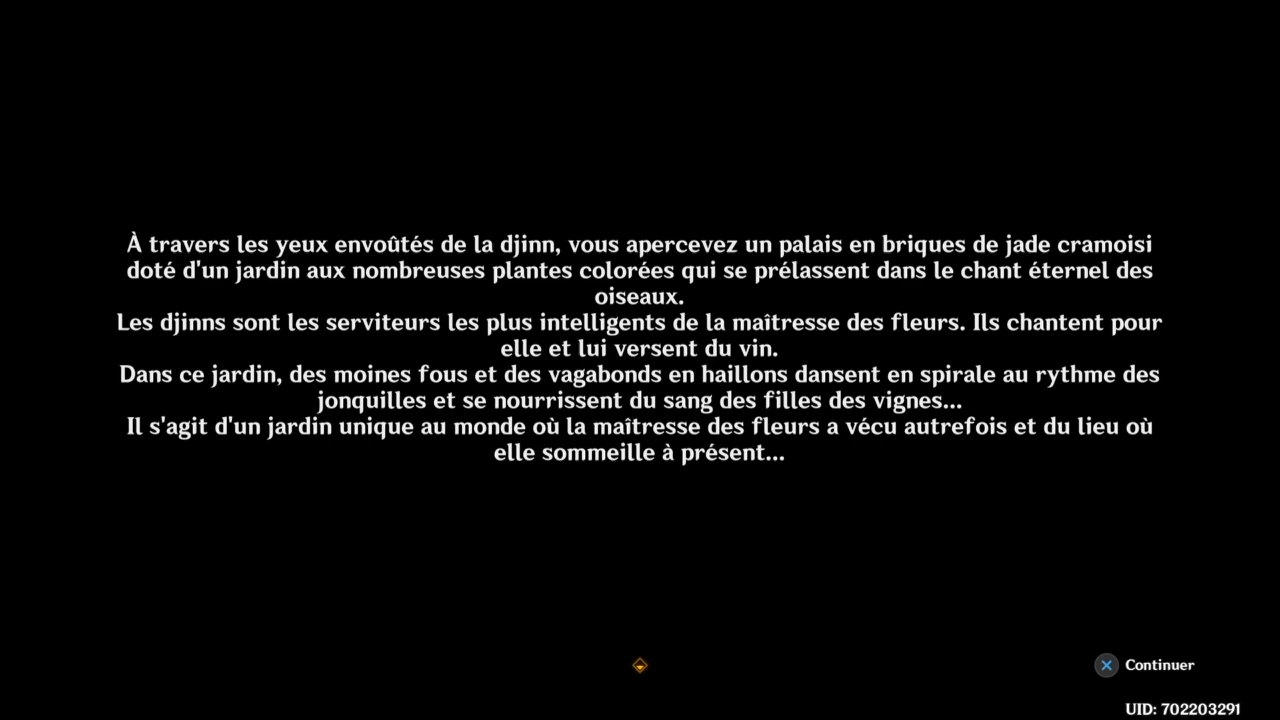 À travers les yeux envoûtés de la djinn, vous apercevez un palais en briques de jade cramoisi
doté d'un jardin aux nombreuses plantes colorées qui se prélassent dans le chant éternel des
oiseaux.
Les djinns sont les serviteurs les plus intelligents de la maîtresse des fleurs. Ils chantent pour
elle et lui versent du vin.
Dans ce jardin, des moines fous et des vagabonds en haillons dansent en spirale au rythme des
jonquilles et se nourrissent du sang des filles des vignes...
Il s'agit d'un jardin unique au monde où la maîtresse des fleurs a vécu autrefois et du lieu où
elle sommeille à présent...
Continuer
UID: 702203291